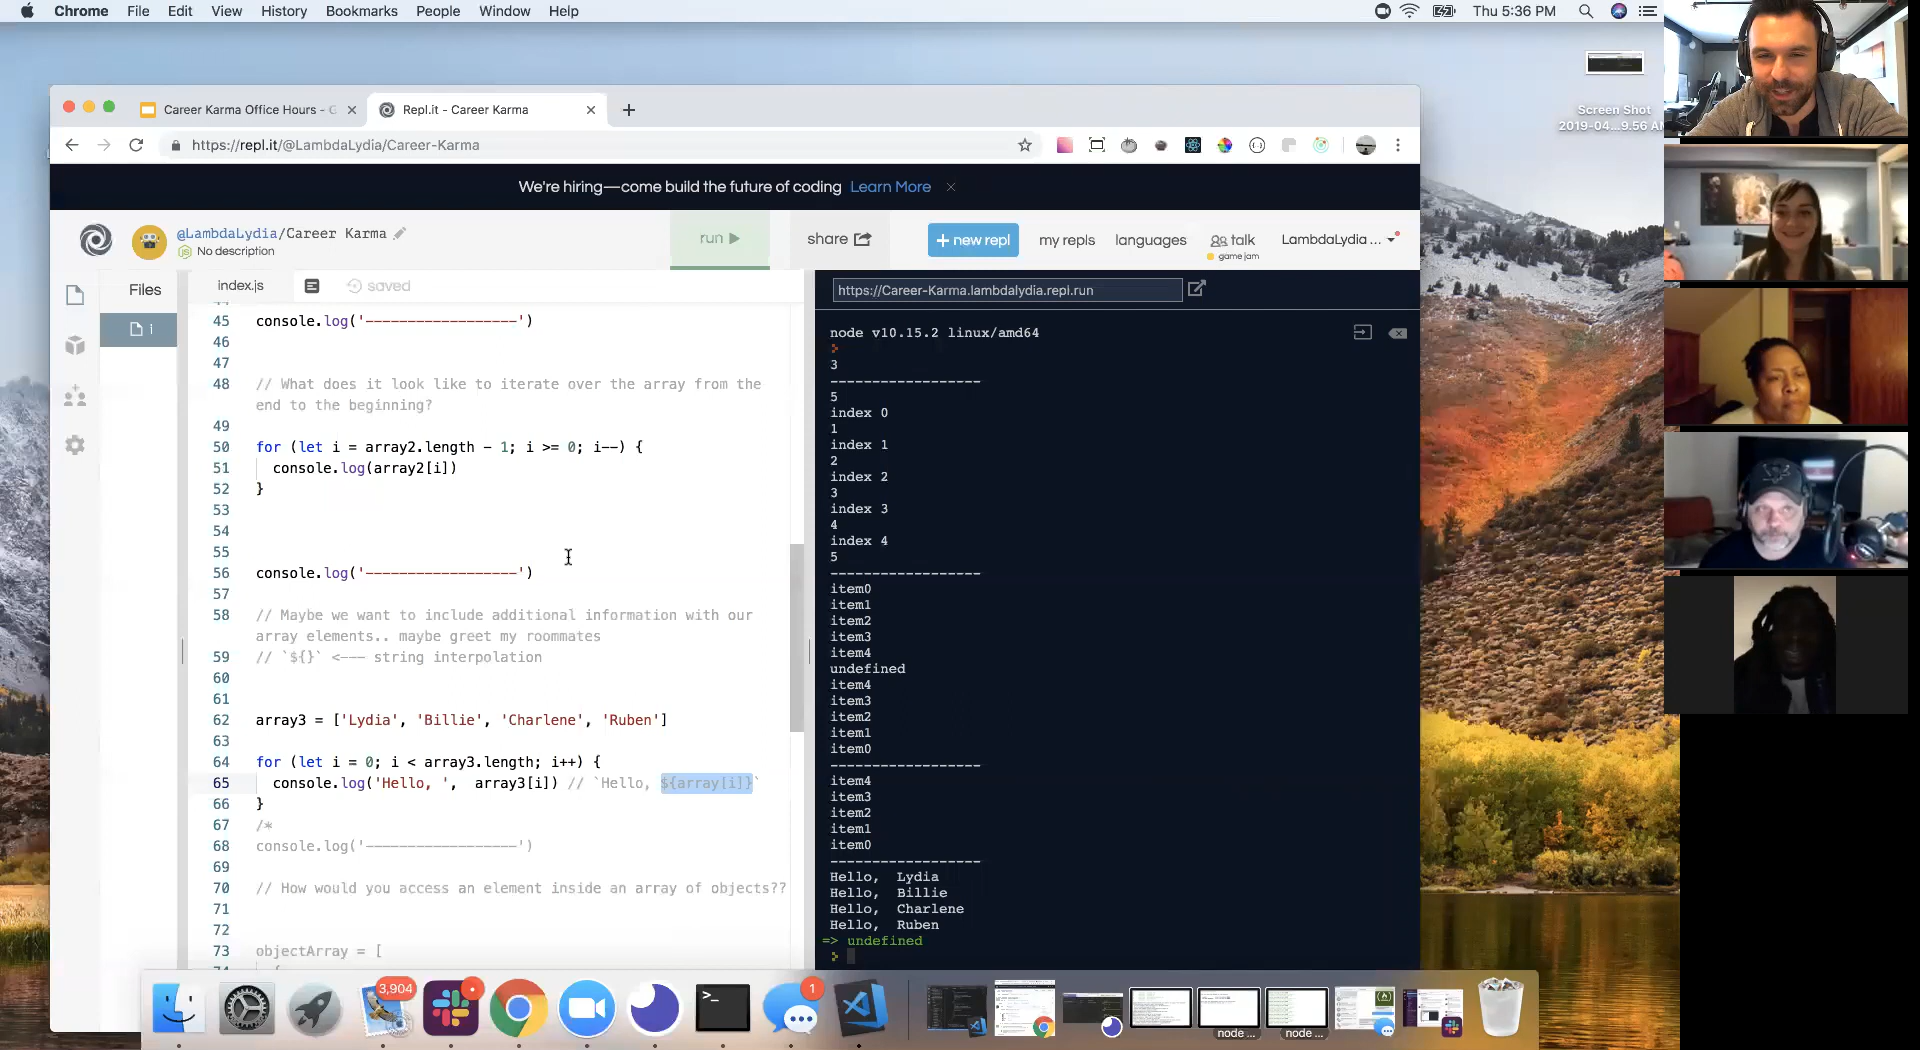 Chrome File Edit View History Bookmarks People Window Help
Thu 5:36 PM
Screen Shot
2019-04...9.56 AM
Career Karma Office Hours - G
Repl.it - Career Karma
https://repl.it/@LambdaLydia/Career-Karma
We're hiring—come build the future of coding Learn More
@LambdaLydia/Career Karma
No description
run
share
+ new repl
my repls
languages
talk
game jam
LambdaLydia ...
Files
index.js
saved
i
45 console.log('------------------')
46
47
48 // What does it look like to iterate over the array from the
end to the beginning?
49
50 for (let i = array2.length - 1; i >= 0; i--) {
51 console.log(array2[i])
52 }
53
54
55
56 console.log('------------------')
57
58 // Maybe we want to include additional information with our
array elements.. maybe greet my roommates
59 // `${}` <--- string interpolation
60
61
62 array3 = ['Lydia', 'Billie', 'Charlene', 'Ruben']
63
64 for (let i = 0; i < array3.length; i++) {
65 console.log('Hello, ',  array3[i]) // `Hello, ${array[i]}`
66 }
67 /*
68 console.log('------------------')
69
70 // How would you access an element inside an array of objects??
71
72
73 objectArray = [
https://Career-Karma.lambdalydia.repl.run
node v10.15.2 linux/amd64
3
------------------
5
index 0
1
index 1
2
index 2
3
index 3
4
index 4
5
------------------
item0
item1
item2
item3
item4
undefined
item4
item3
item2
item1
item0
------------------
item4
item3
item2
item1
item0
------------------
Hello,  Lydia
Hello,  Billie
Hello,  Charlene
Hello,  Ruben
=> undefined
3,904
1
node ...
node ...